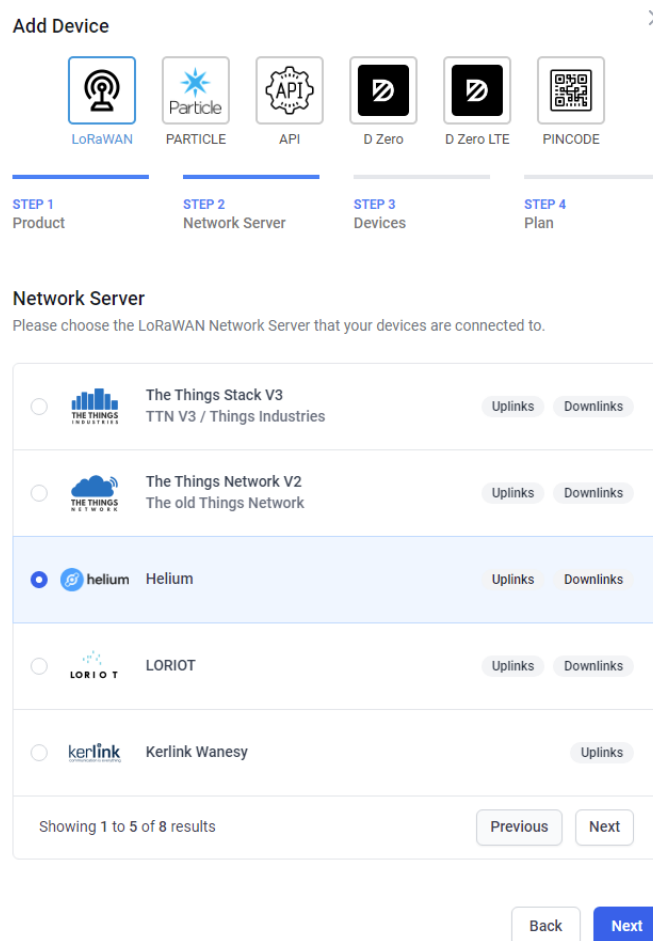 Add Device
API
Particle
LoRaWAN PARTICLE API D Zero D Zero LTE PINCODE
STEP 1 STEP 2 STEP 3 STEP 4
Product Network Server Devices Plan
Network Server
Please choose the LoRaWAN Network Server that your devices are connected to.
The Things Stack V3
THE THINGS
INDUSTRIES
TTN V3 / Things Industries
Uplinks Downlinks
The Things Network V2
THE THINGS
NETWORK
The old Things Network
Uplinks Downlinks
helium Helium Uplinks Downlinks
LORIOT LORIOT Uplinks Downlinks
kerlink Kerlink Wanesy Uplinks
Showing 1 to 5 of 8 results Previous Next
Back Next